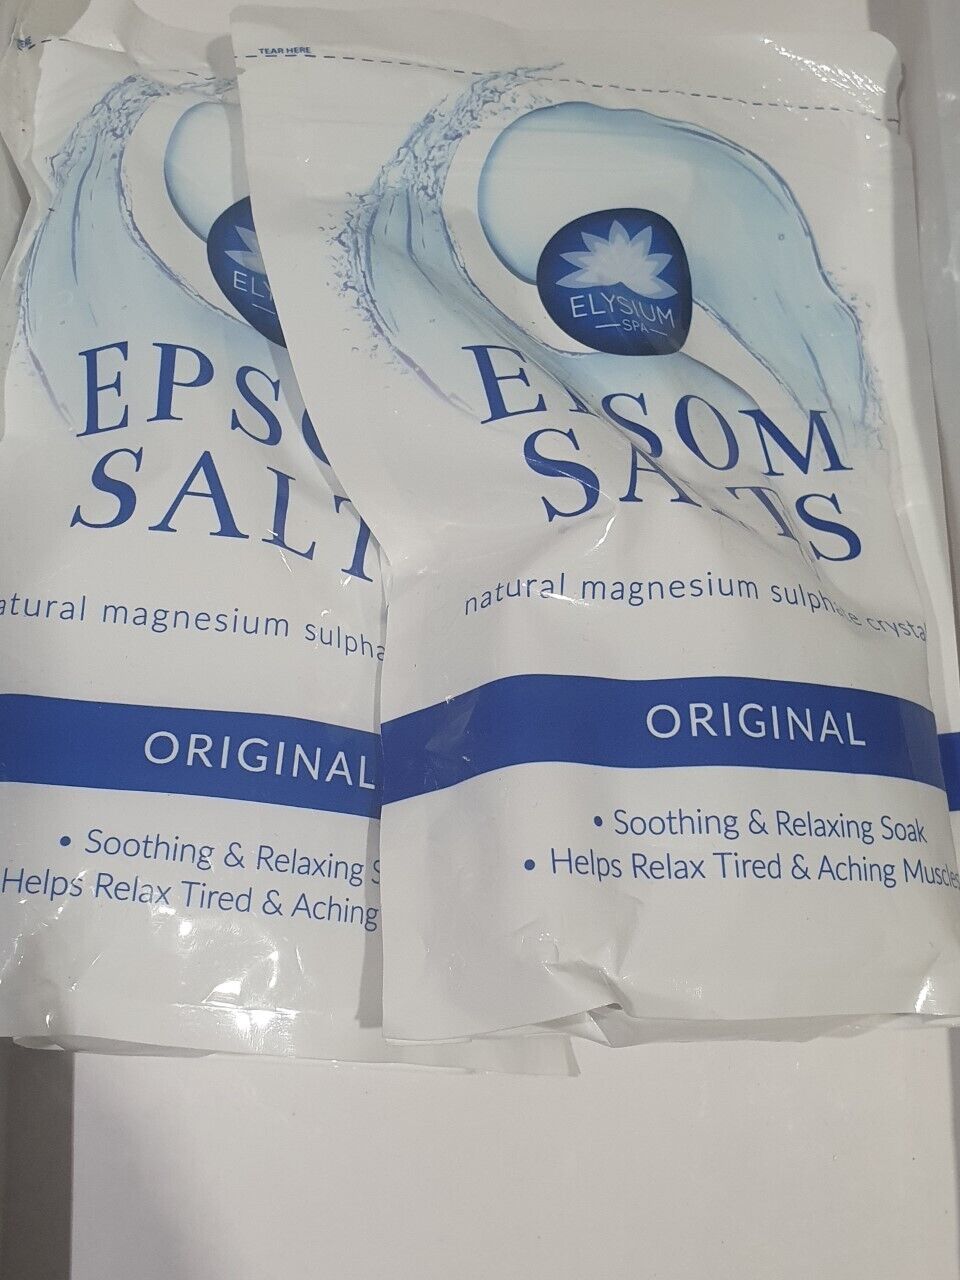 TEAR HERE
ELYSIUM
SPA
EPSOM
SALTS
natural magnesium sulphate crystal
ORIGINAL
• Soothing & Relaxing Soak
• Helps Relax Tired & Aching Muscles
EPSO
SALT
atural magnesium sulpha
ORIGINAL
• Soothing & Relaxing S
Helps Relax Tired & Aching